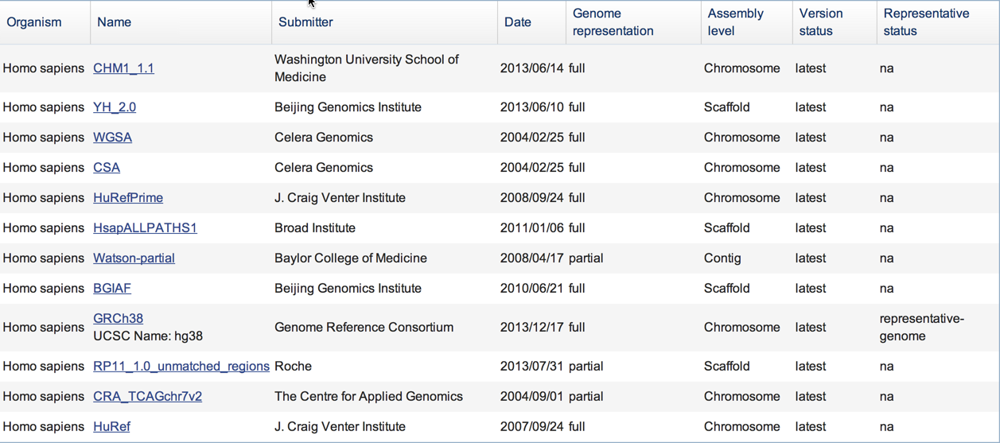 Organism Name Submitter Date Genome representation Assembly level Version status Representative status
Homo sapiens CHM1_1.1 Washington University School of Medicine 2013/06/14 full Chromosome latest na
Homo sapiens YH_2.0 Beijing Genomics Institute 2013/06/10 full Scaffold latest na
Homo sapiens WGSA Celera Genomics 2004/02/25 full Chromosome latest na
Homo sapiens CSA Celera Genomics 2004/02/25 full Chromosome latest na
Homo sapiens HuRefPrime J. Craig Venter Institute 2008/09/24 full Chromosome latest na
Homo sapiens HsapALLPATHS1 Broad Institute 2011/01/06 full Scaffold latest na
Homo sapiens Watson-partial Baylor College of Medicine 2008/04/17 partial Contig latest na
Homo sapiens BGIAF Beijing Genomics Institute 2010/06/21 full Scaffold latest na
Homo sapiens GRCh38 UCSC Name: hg38 Genome Reference Consortium 2013/12/17 full Chromosome latest representative-genome
Homo sapiens RP11_1.0_unmatched_regions Roche 2013/07/31 partial Scaffold latest na
Homo sapiens CRA_TCAGchr7v2 The Centre for Applied Genomics 2004/09/01 partial Chromosome latest na
Homo sapiens HuRef J. Craig Venter Institute 2007/09/24 full Chromosome latest na